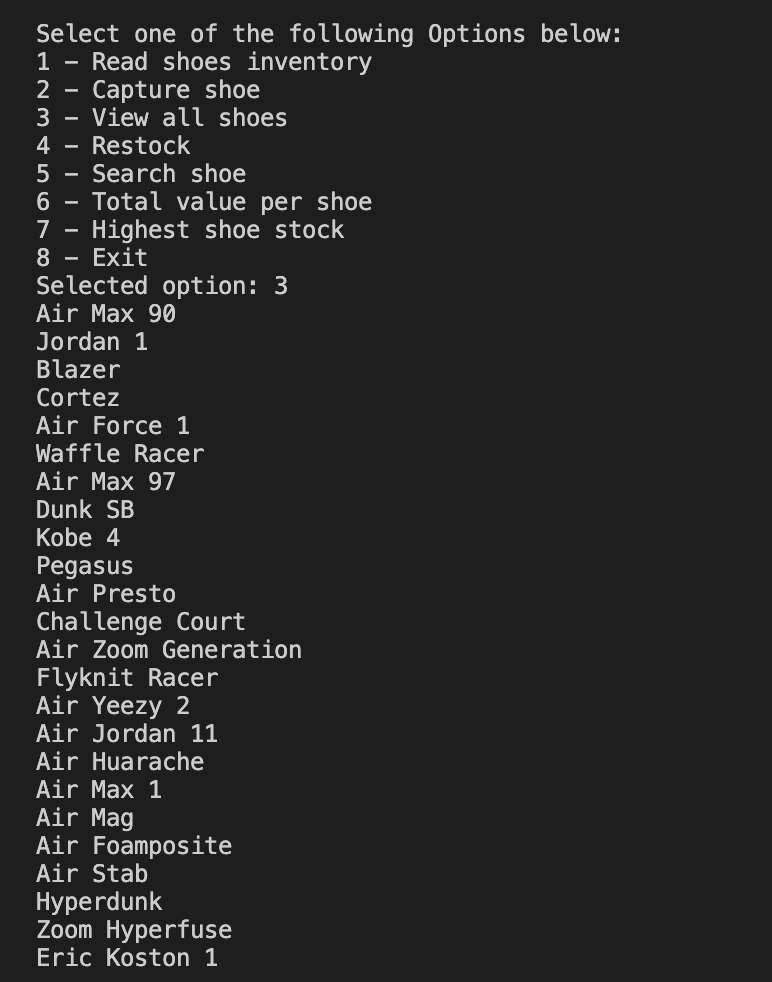 Select one of the following Options below:
1 – Read shoes inventory
2 – Capture shoe
3 – View all shoes
4 – Restock
5 – Search shoe
6 – Total value per shoe
7 – Highest shoe stock
8 – Exit
Selected option: 3
Air Max 90
Jordan 1
Blazer
Cortez
Air Force 1
Waffle Racer
Air Max 97
Dunk SB
Kobe 4
Pegasus
Air Presto
Challenge Court
Air Zoom Generation
Flyknit Racer
Air Yeezy 2
Air Jordan 11
Air Huarache
Air Max 1
Air Mag
Air Foamposite
Air Stab
Hyperdunk
Zoom Hyperfuse
Eric Koston 1